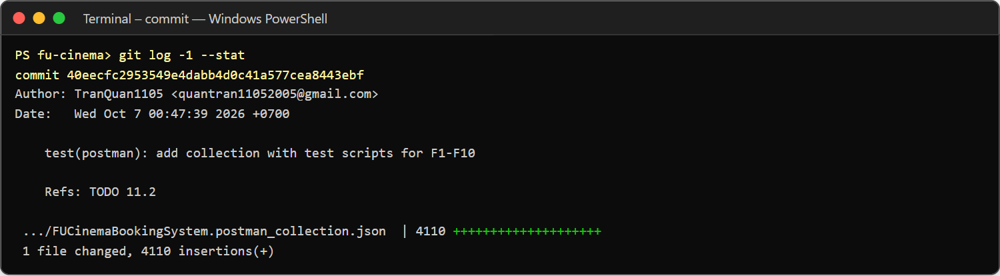 Terminal – commit — Windows PowerShell
PS fu-cinema> git log -1 --stat
commit 40eecfc2953549e4dabb4d0c41a577cea8443ebf
Author: TranQuan1105 <quantran11052005@gmail.com>
Date:   Wed Oct 7 00:47:39 2026 +0700
test(postman): add collection with test scripts for F1-F10
Refs: TODO 11.2
.../FUCinemaBookingSystem.postman_collection.json  | 4110 ++++++++++++++++++++
1 file changed, 4110 insertions(+)